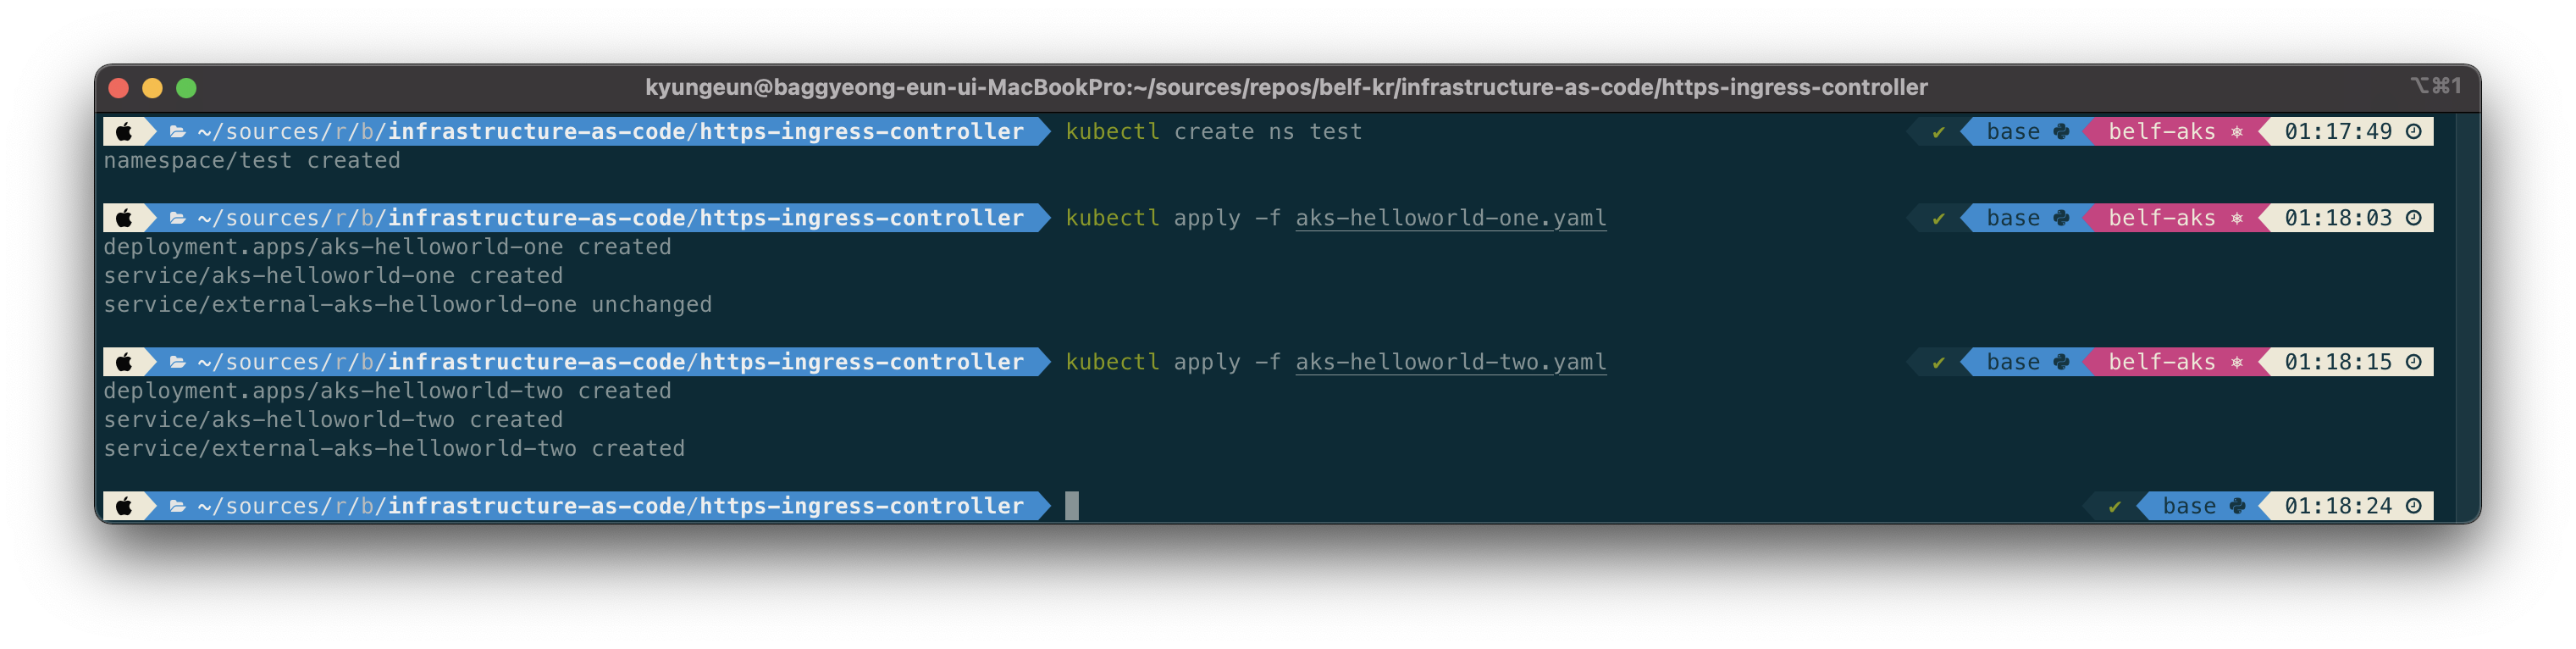 kyungeun@baggyeong-eun-ui-MacBookPro:~/sources/repos/belf-kr/infrastructure-as-code/https-ingress-controller ⌥⌘1
~/sources/r/b/infrastructure-as-code/https-ingress-controller kubectl create ns test ✔ base belf-aks 01:17:49
namespace/test created
~/sources/r/b/infrastructure-as-code/https-ingress-controller kubectl apply -f aks-helloworld-one.yaml ✔ base belf-aks 01:18:03
deployment.apps/aks-helloworld-one created
service/aks-helloworld-one created
service/external-aks-helloworld-one unchanged
~/sources/r/b/infrastructure-as-code/https-ingress-controller kubectl apply -f aks-helloworld-two.yaml ✔ base belf-aks 01:18:15
deployment.apps/aks-helloworld-two created
service/aks-helloworld-two created
service/external-aks-helloworld-two created
~/sources/r/b/infrastructure-as-code/https-ingress-controller ✔ base 01:18:24